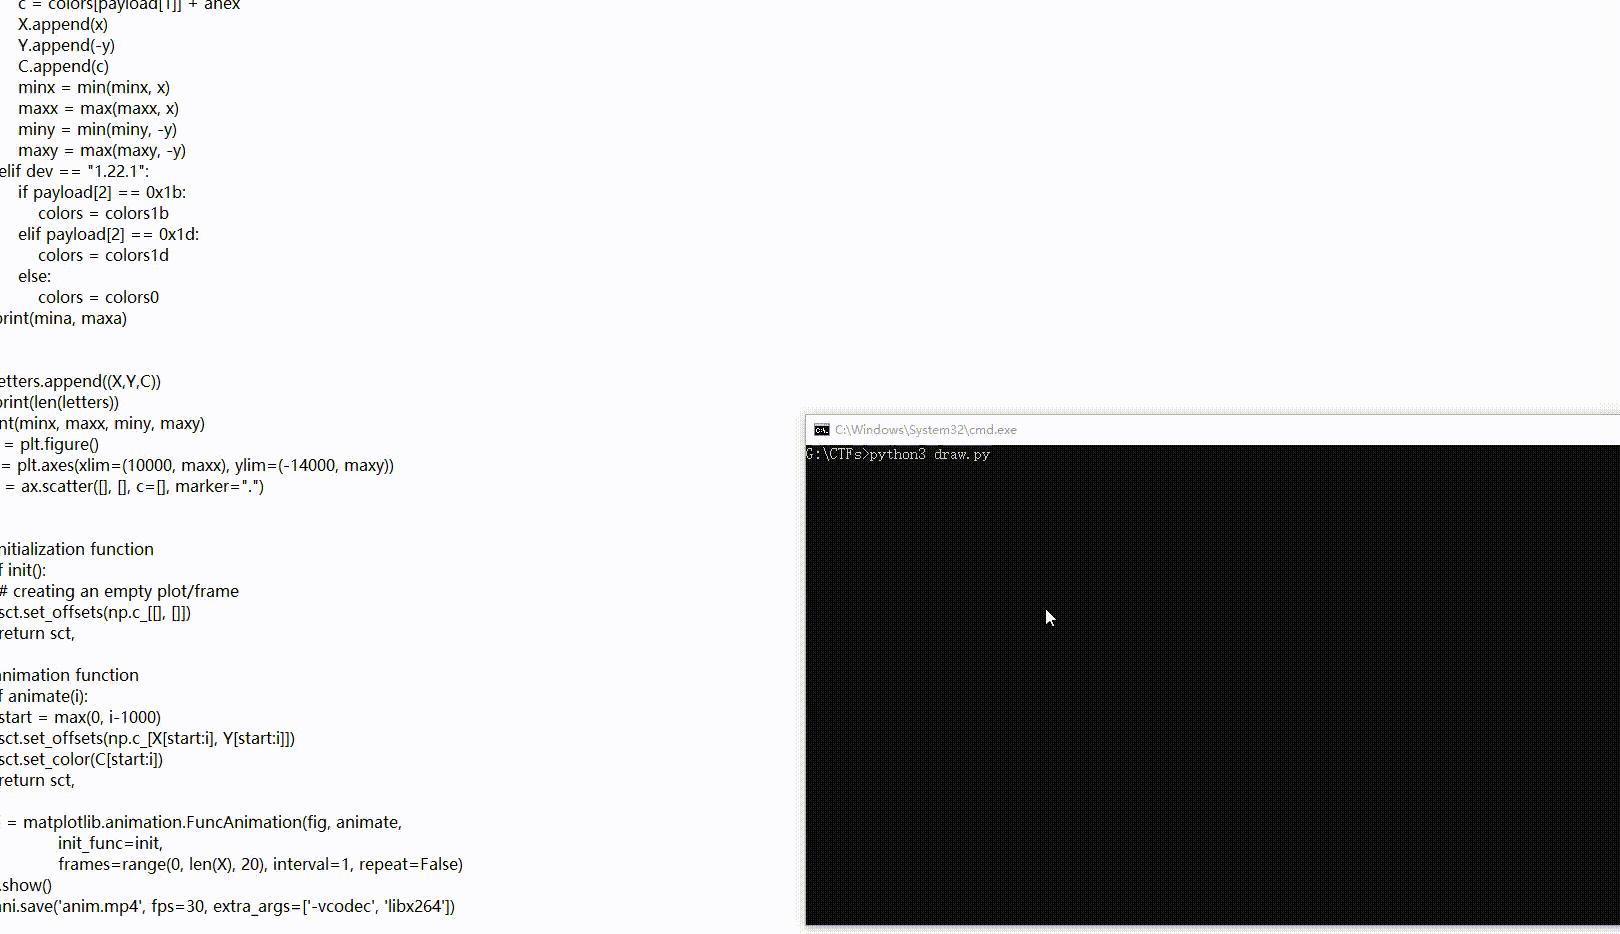 c = colors[payload[1]] + ahex
X.append(x)
Y.append(-y)
C.append(c)
minx = min(minx, x)
maxx = max(maxx, x)
miny = min(miny, -y)
maxy = max(maxy, -y)
elif dev == "1.22.1":
if payload[2] == 0x1b:
colors = colors1b
elif payload[2] == 0x1d:
colors = colors1d
else:
colors = colors0
print(mina, maxa)
etters.append((X,Y,C))
print(len(letters))
nt(minx, maxx, miny, maxy)
= plt.figure()
= plt.axes(xlim=(10000, maxx), ylim=(-14000, maxy))
= ax.scatter([], [], c=[], marker=".")
nitialization function
f init():
# creating an empty plot/frame
sct.set_offsets(np.c_[[], []])
return sct,
animation function
f animate(i):
start = max(0, i-1000)
sct.set_offsets(np.c_[X[start:i], Y[start:i]])
sct.set_color(C[start:i])
return sct,
= matplotlib.animation.FuncAnimation(fig, animate,
init_func=init,
frames=range(0, len(X), 20), interval=1, repeat=False)
.show()
ani.save('anim.mp4', fps=30, extra_args=['-vcodec', 'libx264'])
C:\Windows\System32\cmd.exe
G:\CTFs>python3 draw.py